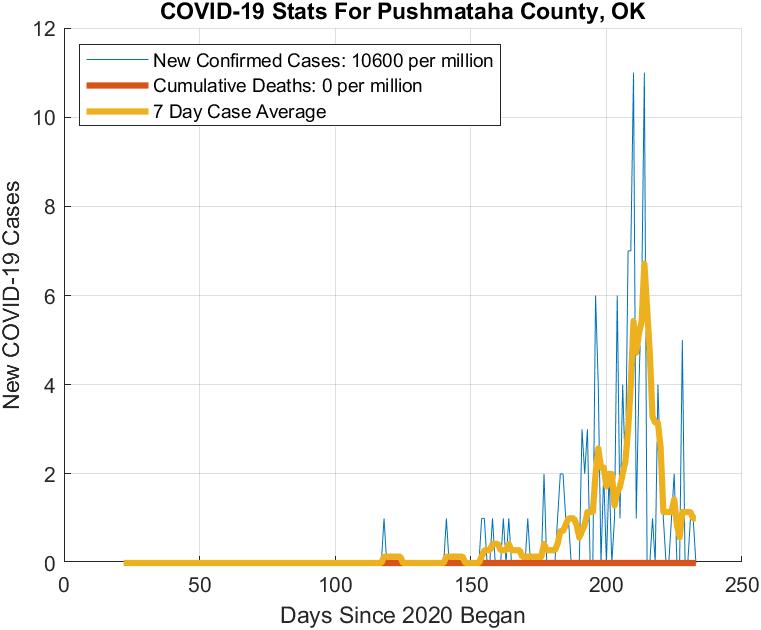 COVID-19 Stats For Pushmataha County, OK
New Confirmed Cases: 10600 per million
Cumulative Deaths: 0 per million
7 Day Case Average
New COVID-19 Cases
12
10
8
6
4
2
0
0 50 100 150 200 250
Days Since 2020 Began